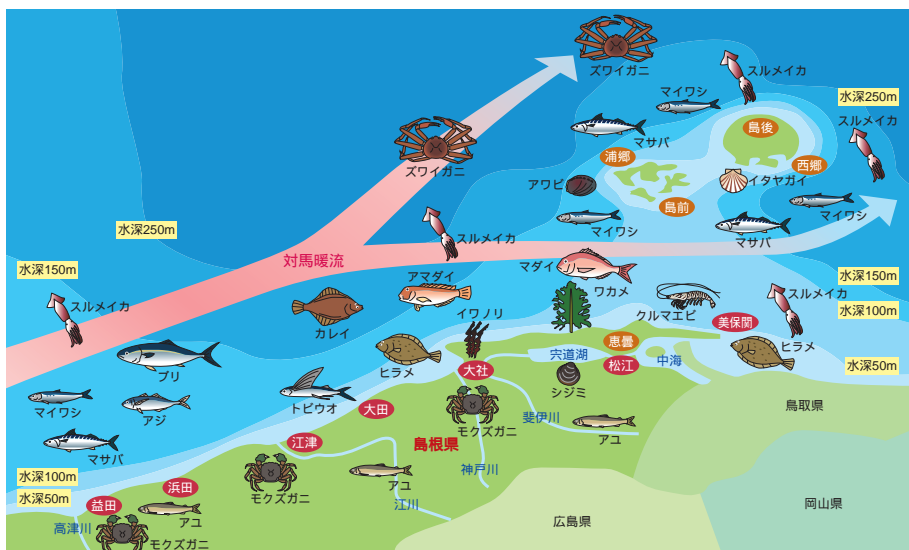 ズワイガニ
スルメイカ
マイワシ
水深250m
マサバ
島後
スルメイカ
ズワイガニ
浦郷
西郷
アワビ
イタヤガイ
島前
マイワシ
マイワシ
マサバ
水深250m
スルメイカ
対馬暖流
水深150m
マダイ
水深150m
アマダイ
ワカメ
スルメイカ
スルメイカ
水深100m
クルマエビ
イワノリ
美保関
カレイ
ヒラメ
恵曇
宍道湖
中海
ブリ
ヒラメ
大社
松江
水深50m
シジミ
マイワシ
アジ
トビウオ
大田
鳥取県
斐伊川
モクズガニ
アユ
マサバ
江津
島根県
神戸川
水深100m
アユ
モクズガニ
浜田
水深50m
益田
江川
岡山県
アユ
広島県
高津川
モクズガニ